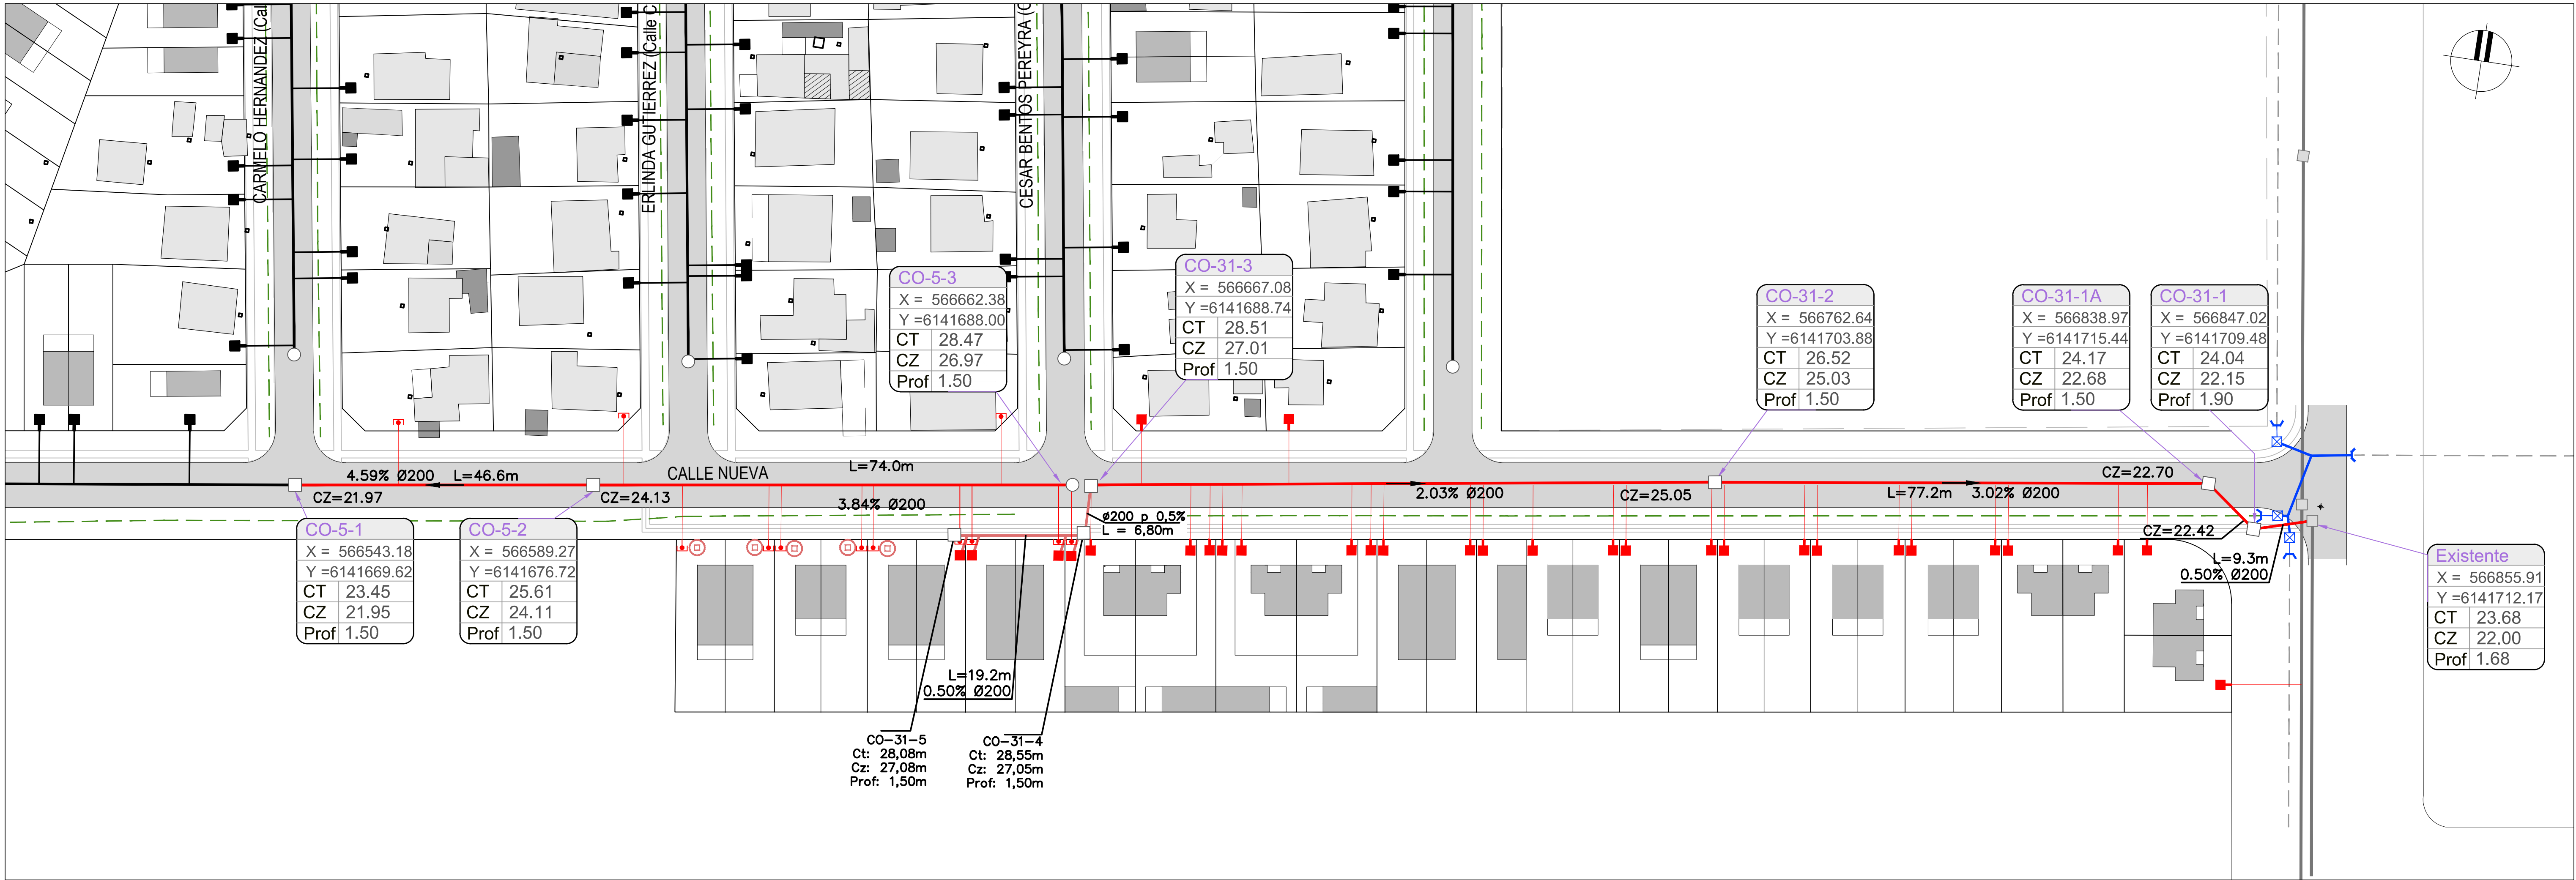 CARMELO HERNANDEZ (Cal
ERLINDA GUTIERREZ (Calle C
CESAR BENTOS PEREYRA (C
CO-5-3
X = 566662.38
Y =6141688.00
CT 28.47
CZ 26.97
Prof 1.50
CO-31-3
X = 566667.08
Y =6141688.74
CT 28.51
CZ 27.01
Prof 1.50
CO-31-2
X = 566762.64
Y =6141703.88
CT 26.52
CZ 25.03
Prof 1.50
CO-31-1A
X = 566838.97
Y =6141715.44
CT 24.17
CZ 22.68
Prof 1.50
CO-31-1
X = 566847.02
Y =6141709.48
CT 24.04
CZ 22.15
Prof 1.90
4.59% Ø200
L=46.6m
CALLE NUEVA
L=74.0m
CZ=22.70
CZ=21.97
CZ=24.13
3.84% Ø200
2.03% Ø200
CZ=25.05
L=77.2m
3.02% Ø200
ø200 p 0,5%
L = 6,80m
CZ=22.42
L=9.3m
0.50% Ø200
CO-5-1
X = 566543.18
Y =6141669.62
CT 23.45
CZ 21.95
Prof 1.50
CO-5-2
X = 566589.27
Y =6141676.72
CT 25.61
CZ 24.11
Prof 1.50
Existente
X = 566855.91
Y =6141712.17
CT 23.68
CZ 22.00
Prof 1.68
L=19.2m
0.50% Ø200
CO-31-5
Ct: 28,08m
Cz: 27,08m
Prof: 1,50m
CO-31-4
Ct: 28,55m
Cz: 27,05m
Prof: 1,50m